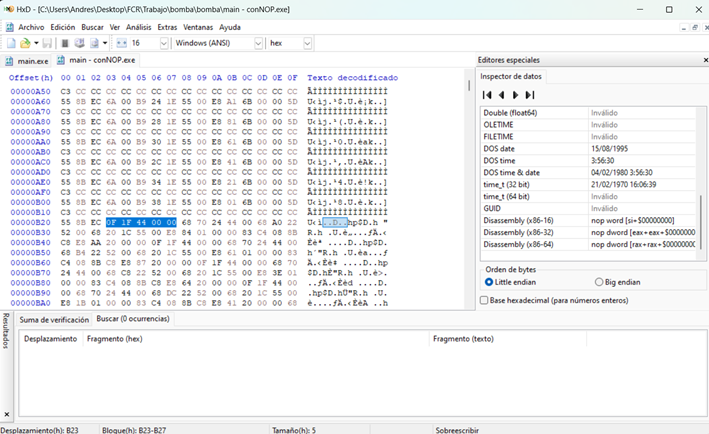 HxD - [C:\Users\Andres\Desktop\FCR\Trabajo\bomba\bomba\main - conNOP.exe]
Archivo Edición Buscar Ver Análisis Extras Ventanas Ayuda
16 Windows (ANSI) hex
main.exe main - conNOP.exe
Offset(h) 00 01 02 03 04 05 06 07 08 09 0A 0B 0C 0D 0E 0F Texto decodificado
00000A50 C3 CC CC CC CC CC CC CC CC CC CC CC CC CC CC CC ÃÌÌÌÌÌÌÌÌÌÌÌÌÌÌÌ
00000A60 55 8B EC 6A 00 B9 24 1E 55 00 E8 A1 6B 00 00 5D U‹ìj.¹$.U.è¡k..]
00000A70 C3 CC CC CC CC CC CC CC CC CC CC CC CC CC CC CC ÃÌÌÌÌÌÌÌÌÌÌÌÌÌÌÌ
00000A80 55 8B EC 6A 00 B9 28 1E 55 00 E8 81 6B 00 00 5D U‹ìj.¹(.U.è.k..]
00000A90 C3 CC CC CC CC CC CC CC CC CC CC CC CC CC CC CC ÃÌÌÌÌÌÌÌÌÌÌÌÌÌÌÌ
00000AA0 55 8B EC 6A 00 B9 30 1E 55 00 E8 61 6B 00 00 5D U‹ìj.¹0.U.èak..]
00000AB0 C3 CC CC CC CC CC CC CC CC CC CC CC CC CC CC CC ÃÌÌÌÌÌÌÌÌÌÌÌÌÌÌÌ
00000AC0 55 8B EC 6A 00 B9 2C 1E 55 00 E8 41 6B 00 00 5D U‹ìj.¹,.U.èAk..]
00000AD0 C3 CC CC CC CC CC CC CC CC CC CC CC CC CC CC CC ÃÌÌÌÌÌÌÌÌÌÌÌÌÌÌÌ
00000AE0 55 8B EC 6A 00 B9 34 1E 55 00 E8 21 6B 00 00 5D U‹ìj.¹4.U.è!k..]
00000AF0 C3 CC CC CC CC CC CC CC CC CC CC CC CC CC CC CC ÃÌÌÌÌÌÌÌÌÌÌÌÌÌÌÌ
00000B00 55 8B EC 6A 00 B9 38 1E 55 00 E8 01 6B 00 00 5D U‹ìj.¹8.U.è.k..]
00000B10 C3 CC CC CC CC CC CC CC CC CC CC CC CC CC CC CC ÃÌÌÌÌÌÌÌÌÌÌÌÌÌÌÌ
00000B20 55 8B EC 0F 1F 44 00 00 68 70 24 44 00 68 A0 22 U‹ì..D..hp$D.h "
00000B30 52 00 68 20 1C 55 00 E8 84 01 00 00 83 C4 08 8B R.h .U.è„...ƒÄ.‹
00000B40 C8 E8 AA 20 00 00 0F 1F 44 00 00 68 70 24 44 00 Èèª ....D..hp$D.
00000B50 68 B4 22 52 00 68 20 1C 55 00 E8 61 01 00 00 83 h´"R.h .U.èa...ƒ
00000B60 C4 08 8B C8 E8 87 20 00 00 0F 1F 44 00 00 68 70 Ä.‹Èè‡ ....D..hp
00000B70 24 44 00 68 C8 22 52 00 68 20 1C 55 00 E8 3E 01 $D.hÈ"R.h .U.è>.
00000B80 00 00 83 C4 08 8B C8 E8 64 20 00 00 0F 1F 44 00 ..ƒÄ.‹Èèd ....D.
00000B90 00 68 70 24 44 00 68 DC 22 52 00 68 20 1C 55 00 .hp$D.hÜ"R.h .U.
00000BA0 E8 1B 01 00 00 83 C4 08 8B C8 E8 41 20 00 00 68 è....ƒÄ.‹ÈèA ..h
Editores especiales
Inspector de datos
Double (float64) Inválido
OLETIME Inválido
FILETIME Inválido
DOS date 15/08/1995
DOS time 3:56:30
DOS time & date 04/02/1980 3:56:30
time_t (32 bit) 21/02/1970 16:06:39
time_t (64 bit) Inválido
GUID Inválido
Disassembly (x86-16) nop word [si+$00000000]
Disassembly (x86-32) nop dword [eax+eax+$000000
Disassembly (x86-64) nop dword [rax+rax+$000000
Orden de bytes
Little endian Big endian
Base hexadecimal (para números enteros)
Resultados
Suma de verificación Buscar (0 ocurrencias)
Desplazamiento Fragmento (hex) Fragmento (texto)
Desplazamiento(h): B23 Bloque(h): B23-B27 Tamaño(h): 5 Sobreescribir